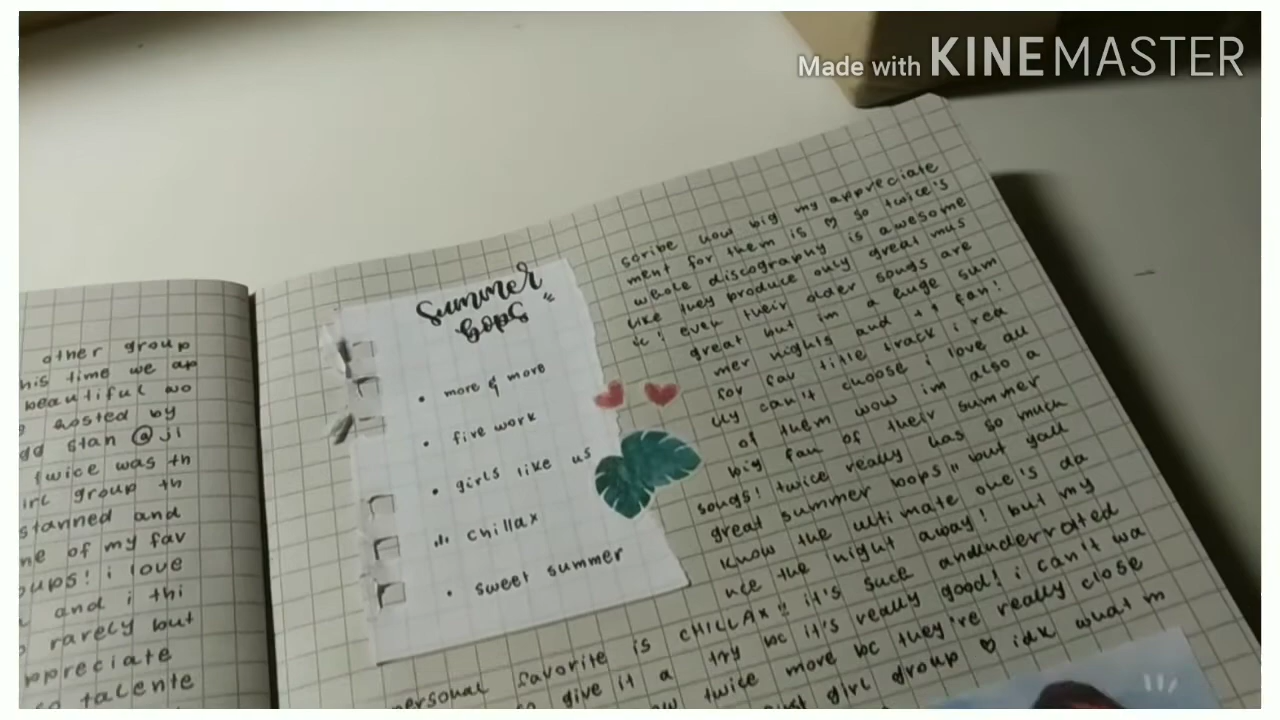 Made with KINEMASTER
other group
his time we ap
beautiful wo
hosted by
dd stan @ji
twice was th
irl group th
stanned and
ne of my fav
oups! i love
and i thi
rarely but
ppreciate
so talente
summer
bops
• more & more
• fire work
• girls like us
chillax
• sweet summer
scribe how big my appreciate
ment for them is ♡ so twice's
whole discography is awesome
like they produce only great mus
ic! even their older songs are
great but im a huge sum
mer nights and tt fan!
for fav title track i rea
lly can't choose i love all
of them wow im also a
big fan of their summer
songs! twice really has so much
great summer bops" but yall
know the ultimate one's da
nce the night away! but my
personal favorite is CHILLAX!! it's such andunderrated
give it a try bc it's really good! i can't wa
twice more bc they're really close
girl group ♡ idk what m